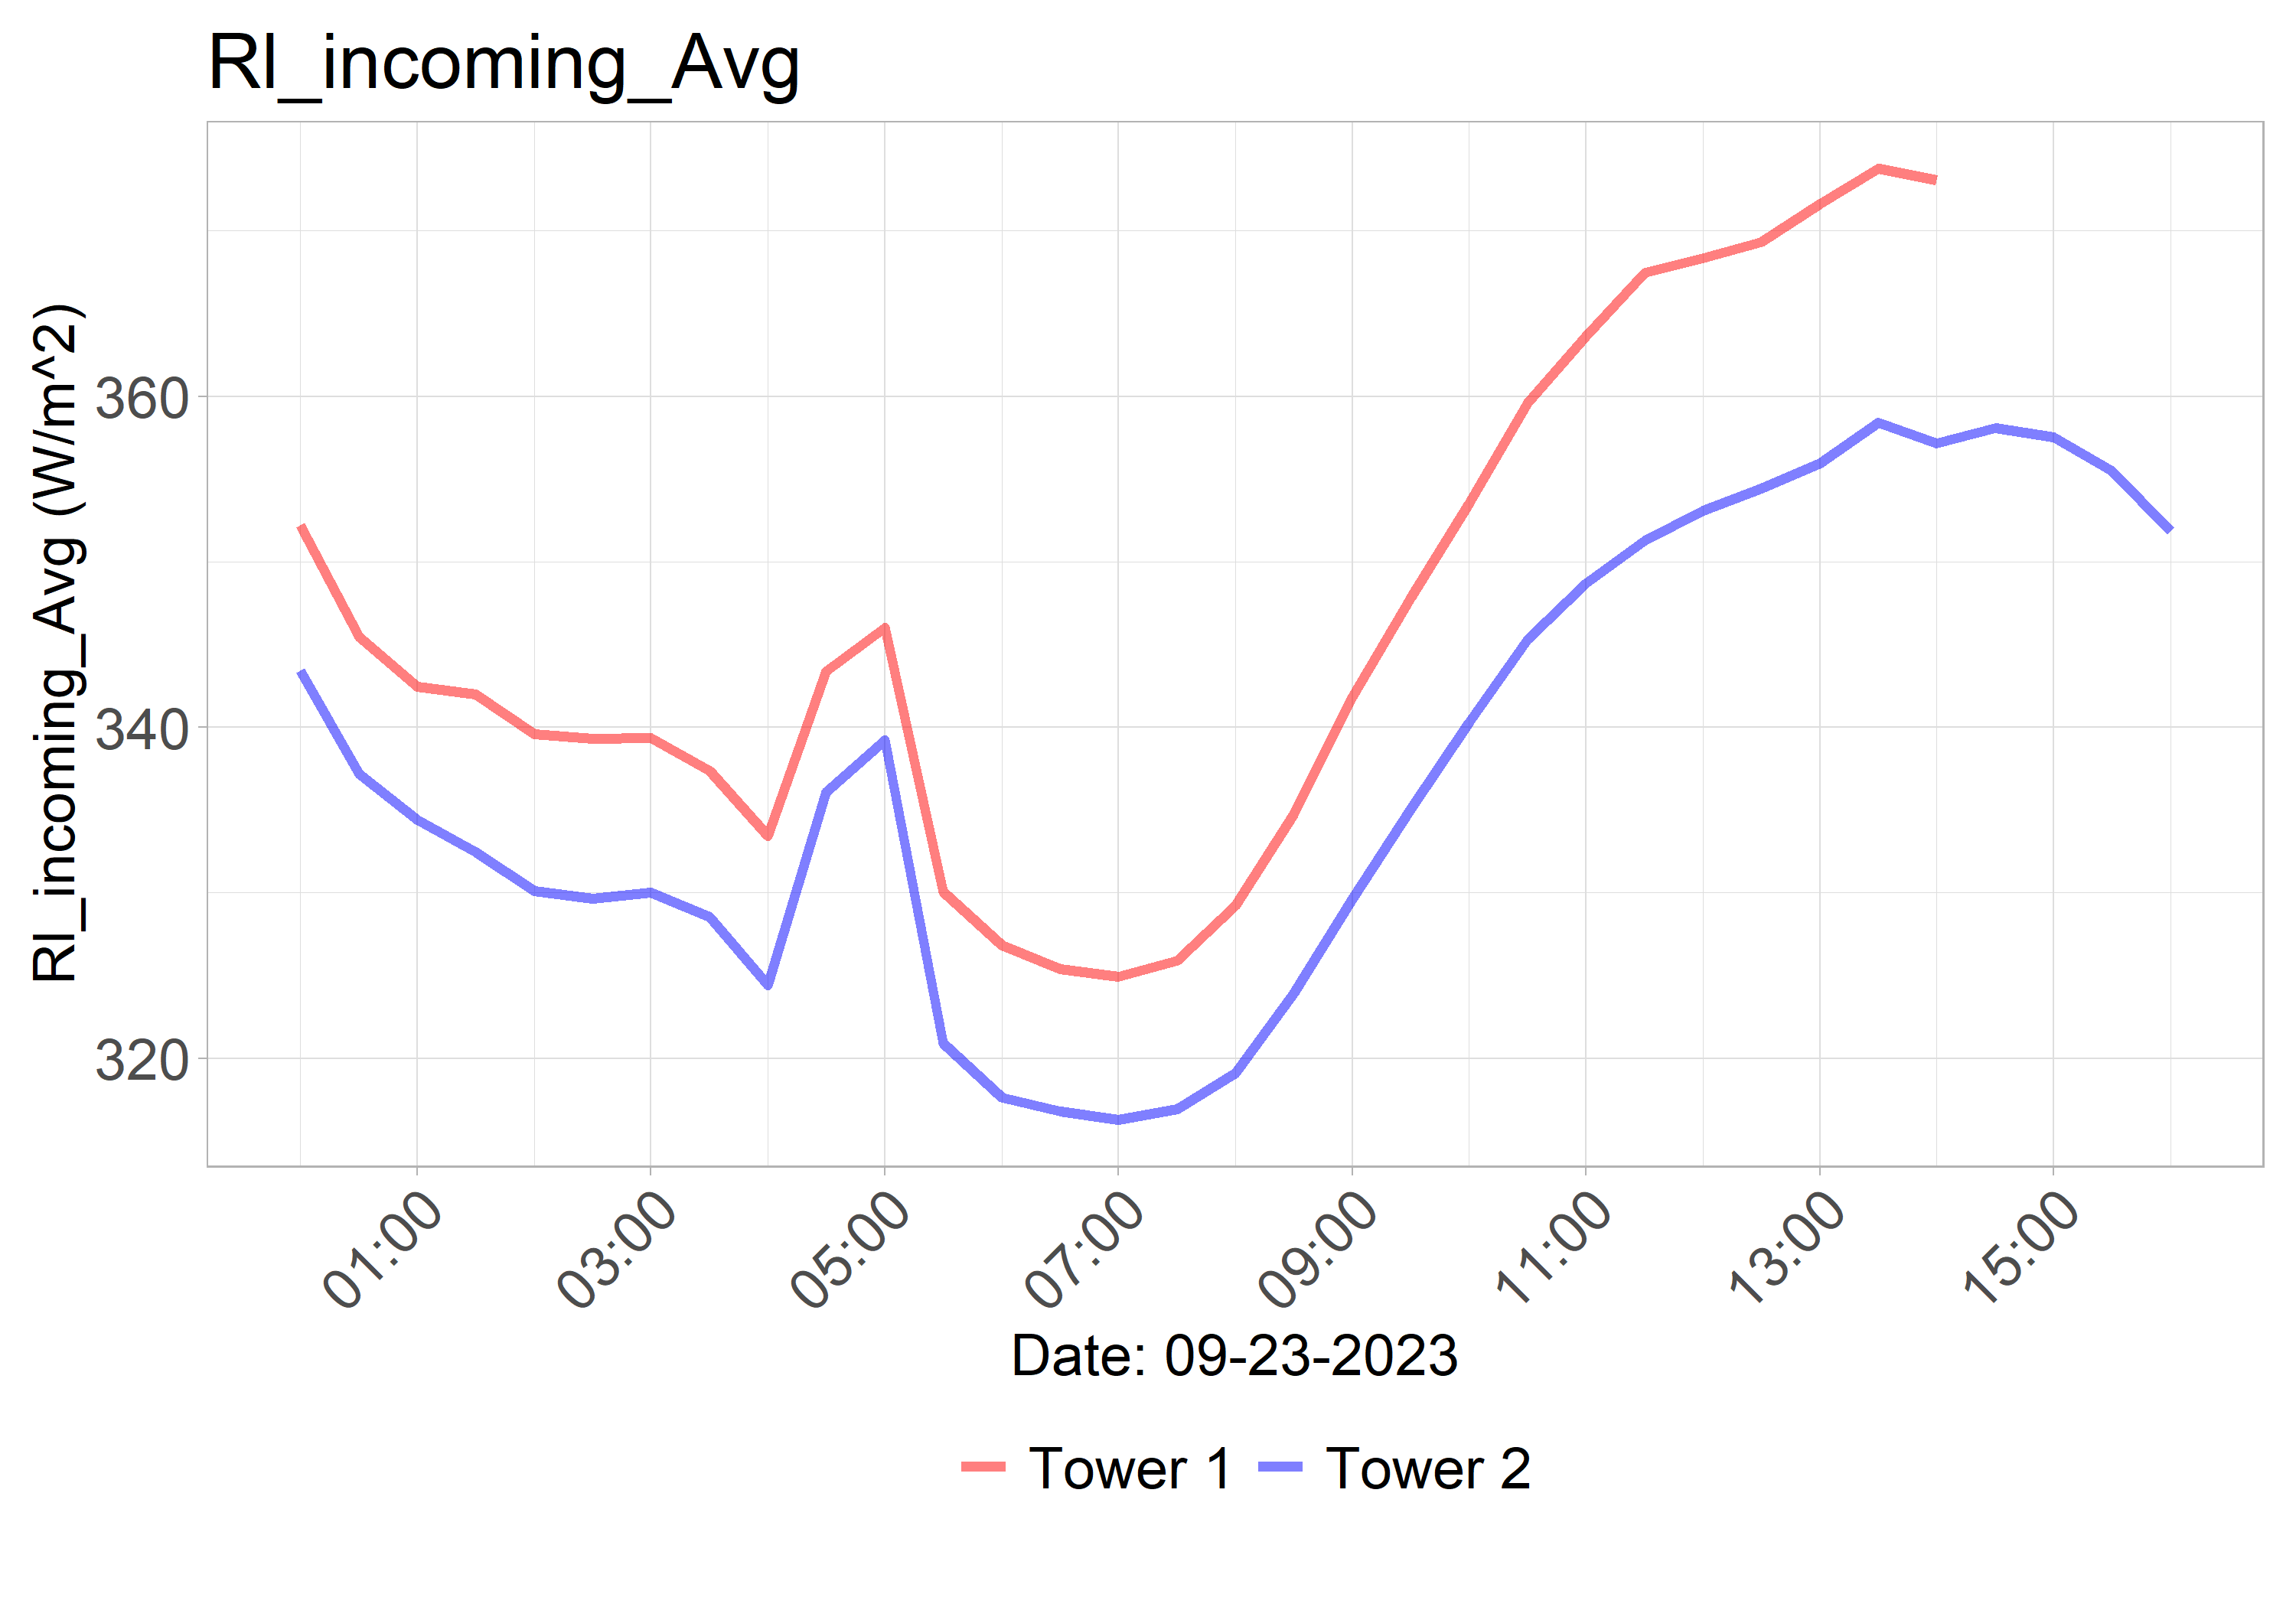 Rl_incoming_Avg
Rl_incoming_Avg (W/m^2)
360
340
320
01:00 03:00 05:00 07:00 09:00 11:00 13:00 15:00
Date: 09-23-2023
Tower 1 Tower 2